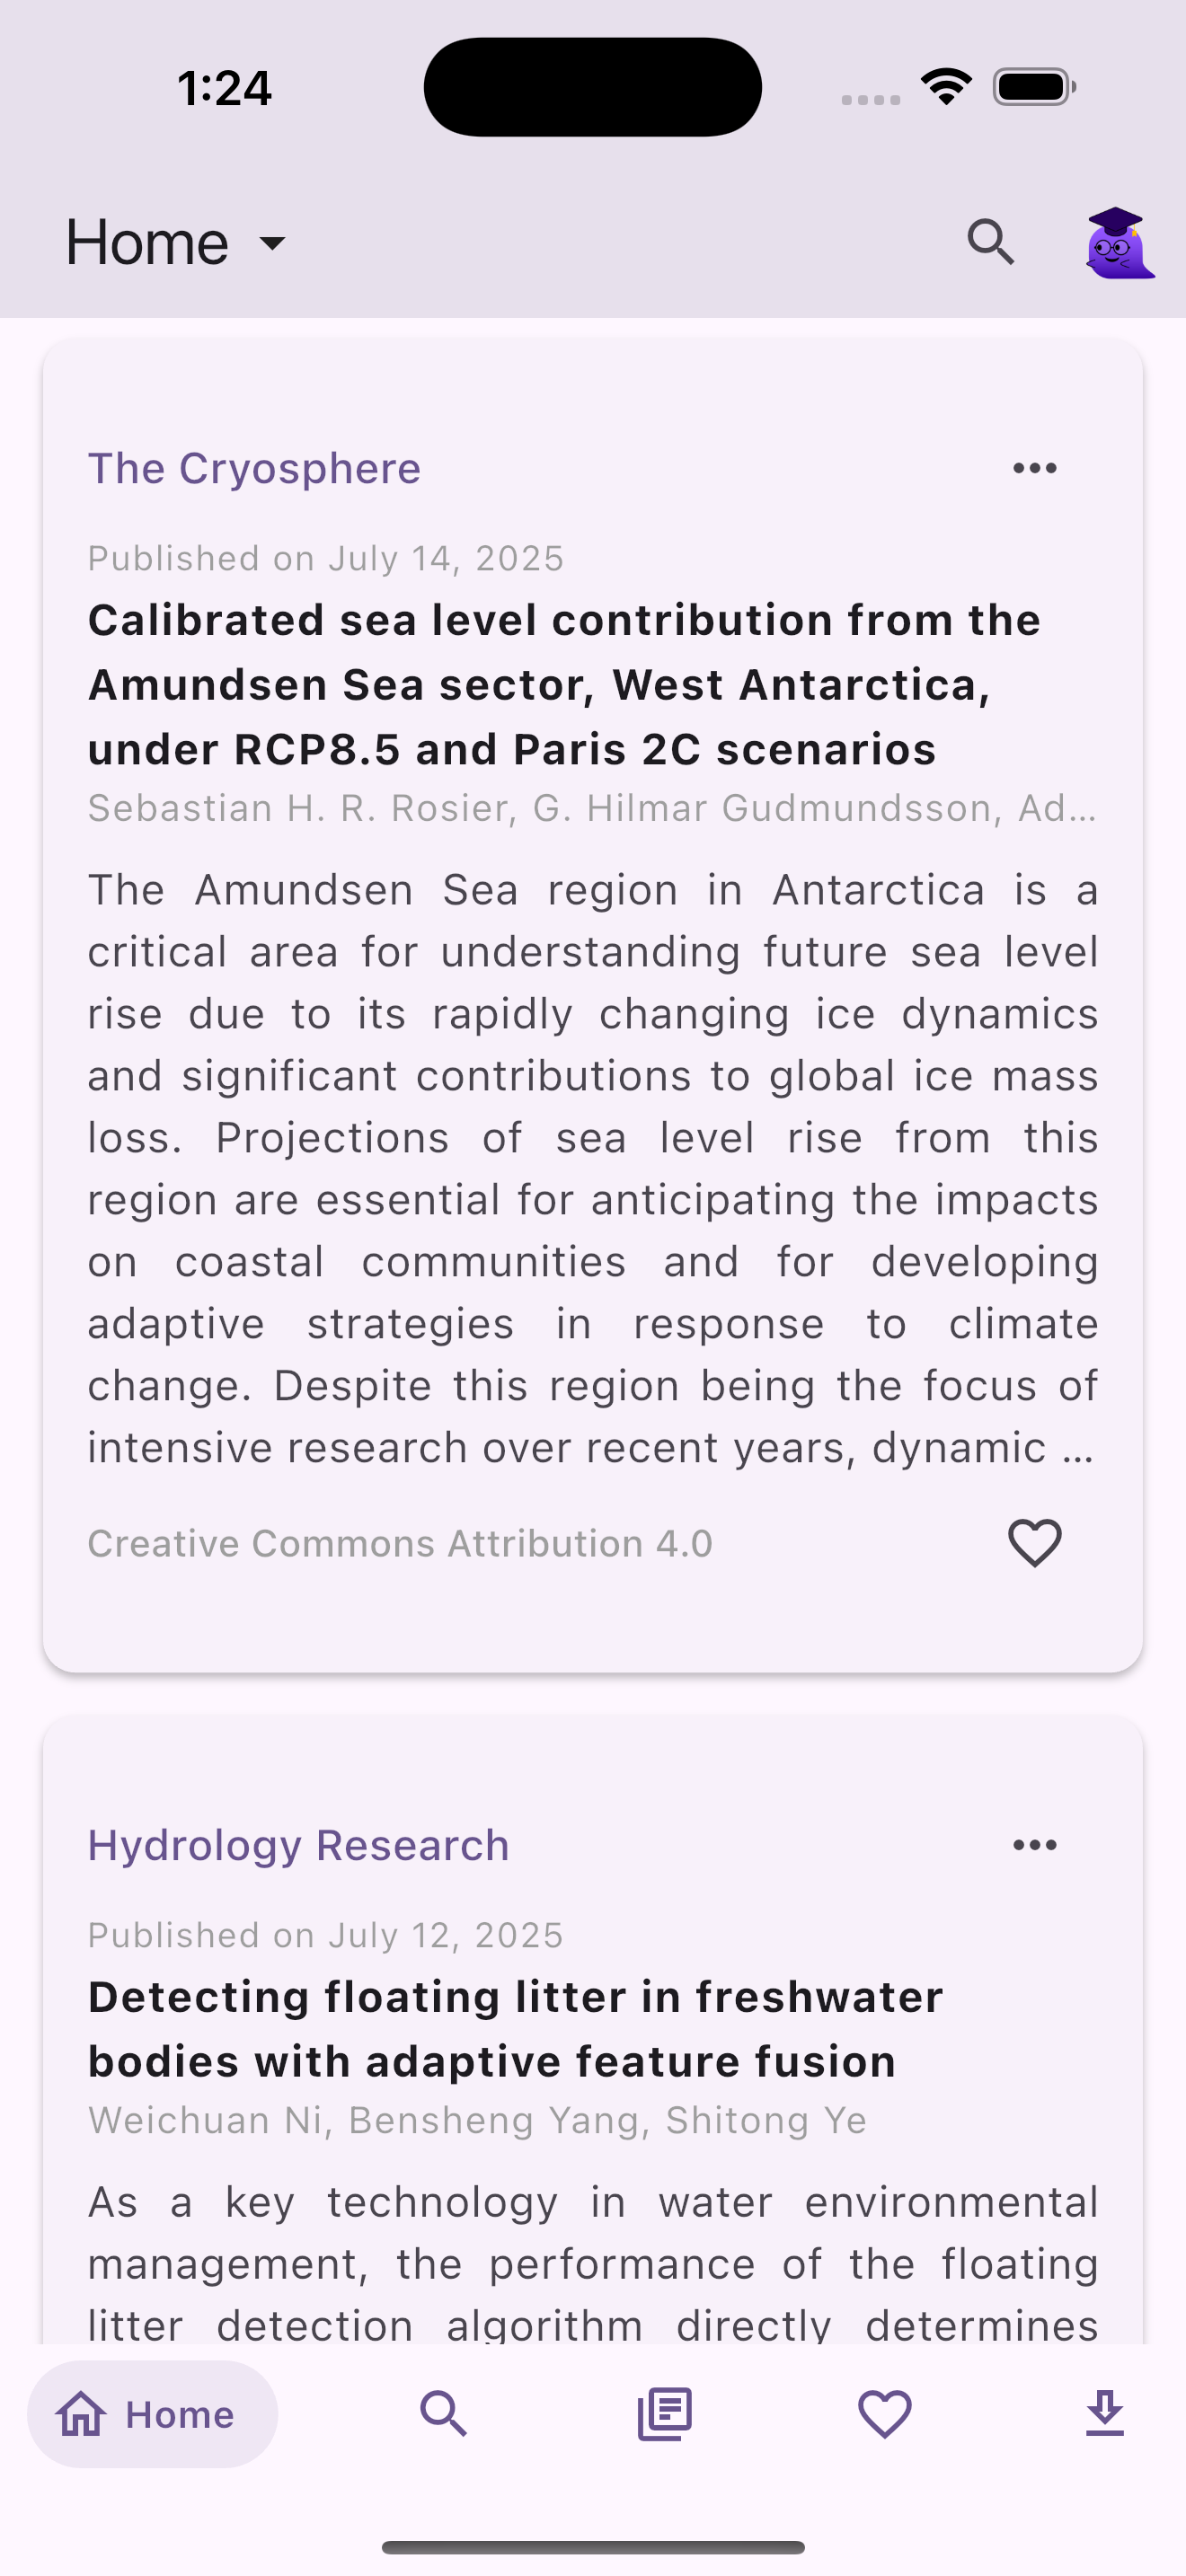 1:24
Home
The Cryosphere
Published on July 14, 2025
Calibrated sea level contribution from the
Amundsen Sea sector, West Antarctica,
under RCP8.5 and Paris 2C scenarios
Sebastian H. R. Rosier, G. Hilmar Gudmundsson, Ad...
The Amundsen Sea region in Antarctica is a
critical area for understanding future sea level
rise due to its rapidly changing ice dynamics
and significant contributions to global ice mass
loss. Projections of sea level rise from this
region are essential for anticipating the impacts
on coastal communities and for developing
adaptive strategies in response to climate
change. Despite this region being the focus of
intensive research over recent years, dynamic ...
Creative Commons Attribution 4.0
Hydrology Research
Published on July 12, 2025
Detecting floating litter in freshwater
bodies with adaptive feature fusion
Weichuan Ni, Bensheng Yang, Shitong Ye
As a key technology in water environmental
management, the performance of the floating
litter detection algorithm directly determines
Home